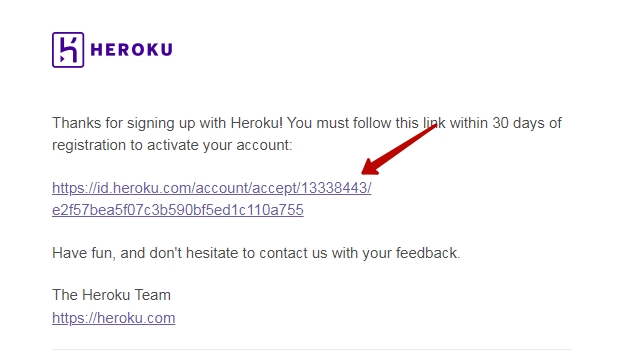 HEROKU
Thanks for signing up with Heroku! You must follow this link within 30 days of
registration to activate your account:
https://id.heroku.com/account/accept/13338443/
e2f57bea5f07c3b590bf5ed1c110a755
Have fun, and don't hesitate to contact us with your feedback.
The Heroku Team
https://heroku.com